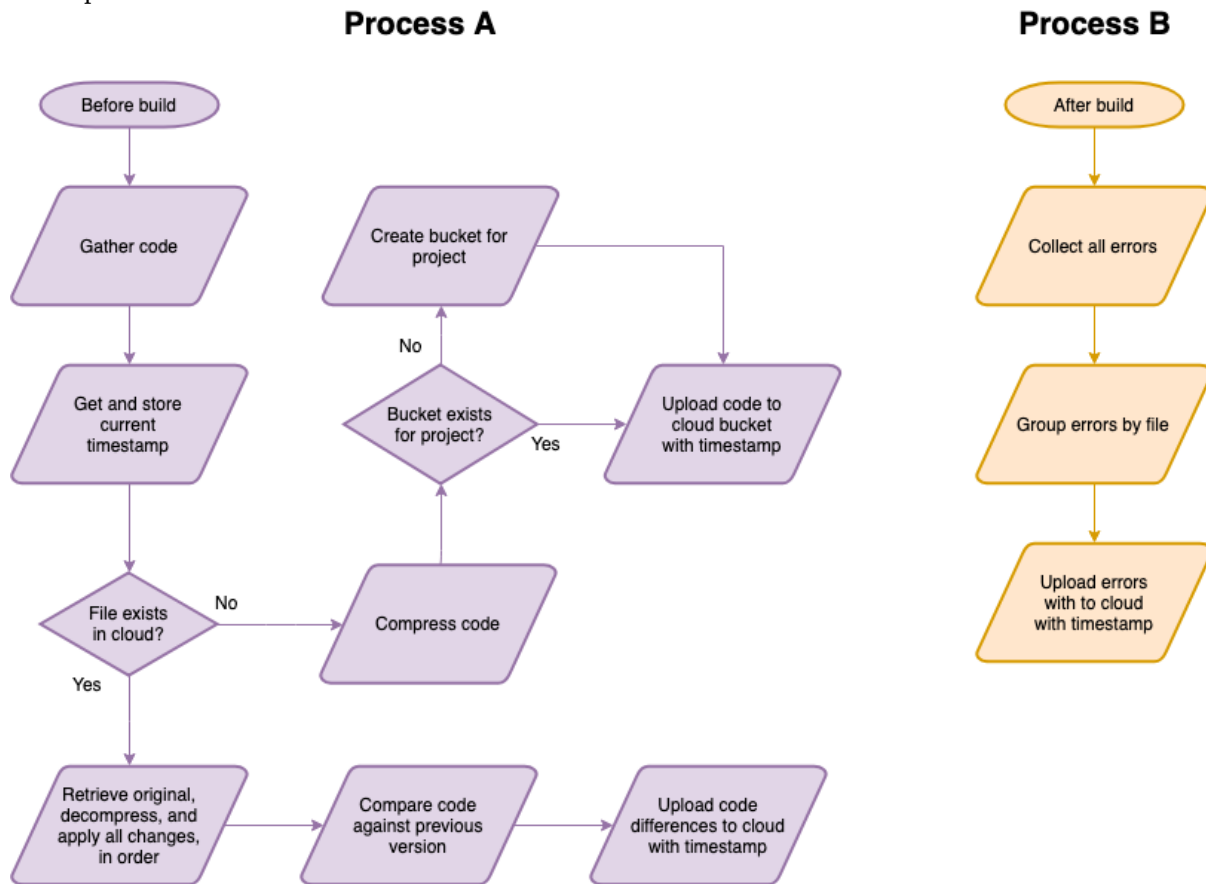 Process A
Process B
Before build
After build
Gather code
Create bucket for
project
Collect all errors
No
Get and store
current
timestamp
Bucket exists
for project?
Yes
Upload code to
cloud bucket
with timestamp
Group errors by file
File exists
in cloud?
No
Compress code
Upload errors
with to cloud
with timestamp
Yes
Retrieve original,
decompress, and
apply all changes,
in order
Compare code
against previous
version
Upload code
differences to cloud
with timestamp